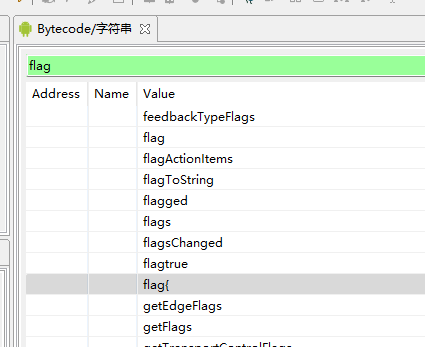 Bytecode/字符串
flag
Address Name Value
feedbackTypeFlags
flag
flagActionItems
flagToString
flagged
flags
flagsChanged
flagtrue
flag{
getEdgeFlags
getFlags
getTransportControlFlags